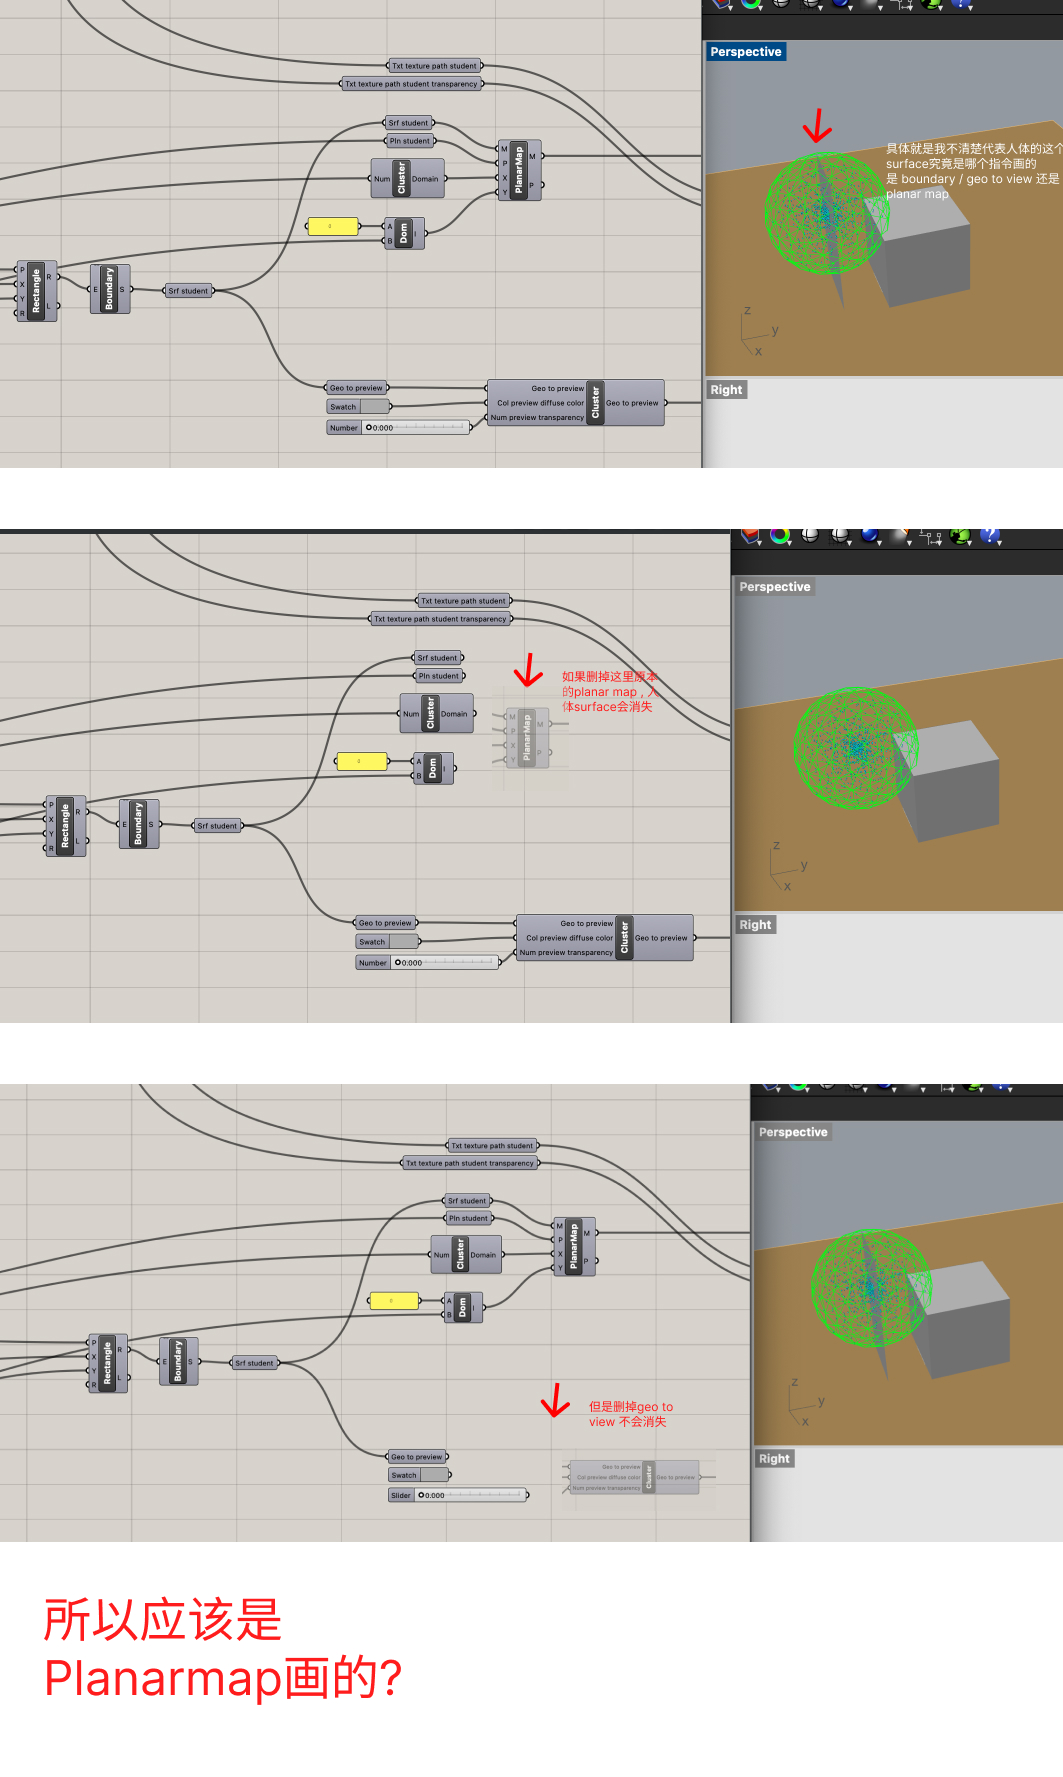 Txt texture path student
Txt texture path student transparency
Perspective
Srf student
Pln student
Num
Cluster
Domain
M
P
X
Y
PlanarMap
M
P
具体就是我不清楚代表人体的这个
surface究竟是哪个指令画的
是 boundary / geo to view 还是
planar map
A
B
Dom
I
P
X
Y
R
Rectangle
R
L
E
Boundary
S
Srf student
z
y
x
Geo to preview
Swatch
Number
0.000
Geo to preview
Col preview diffuse color
Num preview transparency
Cluster
Geo to preview
Right
Txt texture path student
Txt texture path student transparency
Perspective
Srf student
Pln student
Num
Cluster
Domain
如果删掉这里原本
的planar map , 人
体surface会消失
M
P
X
Y
PlanarMap
M
P
A
B
Dom
I
P
X
Y
R
Rectangle
R
L
E
Boundary
S
Srf student
z
y
x
Geo to preview
Swatch
Number
0.000
Geo to preview
Col preview diffuse color
Num preview transparency
Cluster
Geo to preview
Right
Txt texture path student
Txt texture path student transparency
Perspective
Srf student
Pln student
Num
Cluster
Domain
M
P
X
Y
PlanarMap
M
P
A
B
Dom
I
P
X
Y
R
Rectangle
R
L
E
Boundary
S
Srf student
z
y
x
但是删掉geo to
view 不会消失
Geo to preview
Swatch
Slider
0.000
Geo to preview
Col preview diffuse color
Num preview transparency
Cluster
Geo to preview
Right
所以应该是
Planarmap画的?